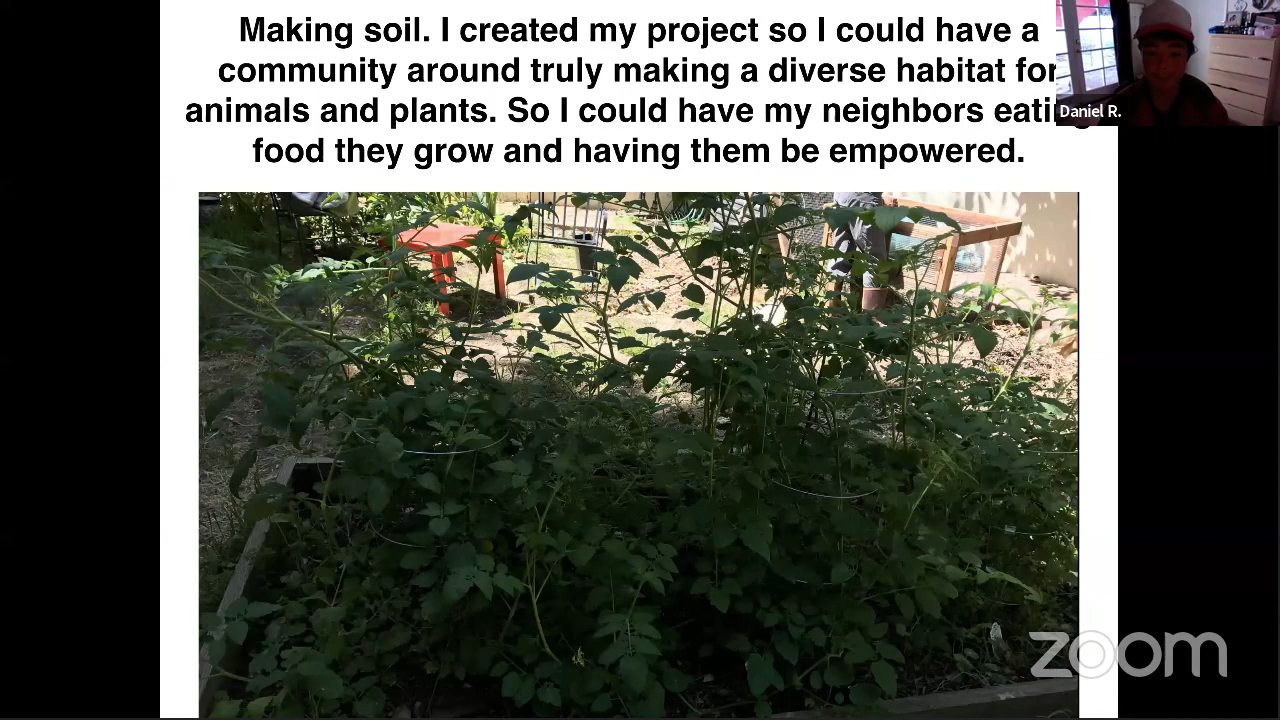 Making soil. I created my project so I could have a
community around truly making a diverse habitat for
animals and plants. So I could have my neighbors eating
food they grow and having them be empowered.
Daniel R.
zoom